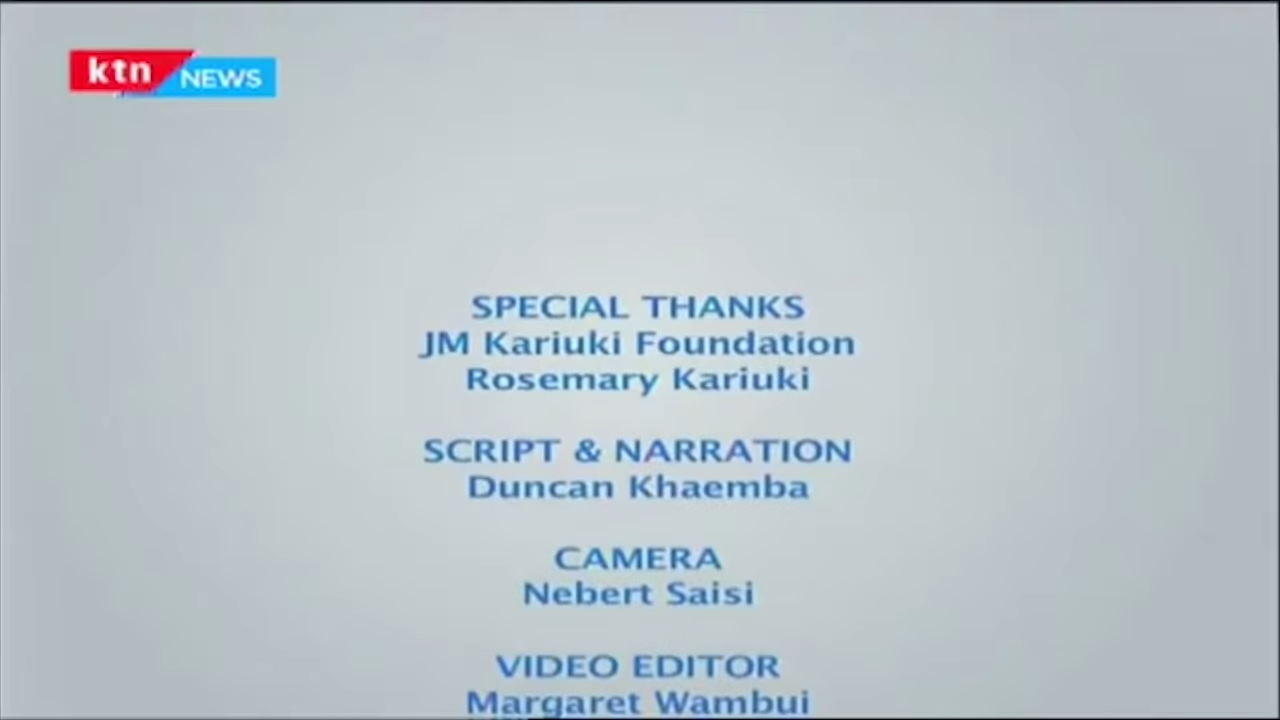 ktn NEWS
SPECIAL THANKS
JM Kariuki Foundation
Rosemary Kariuki
SCRIPT & NARRATION
Duncan Khaemba
CAMERA
Nebert Saisi
VIDEO EDITOR
Margaret Wambui